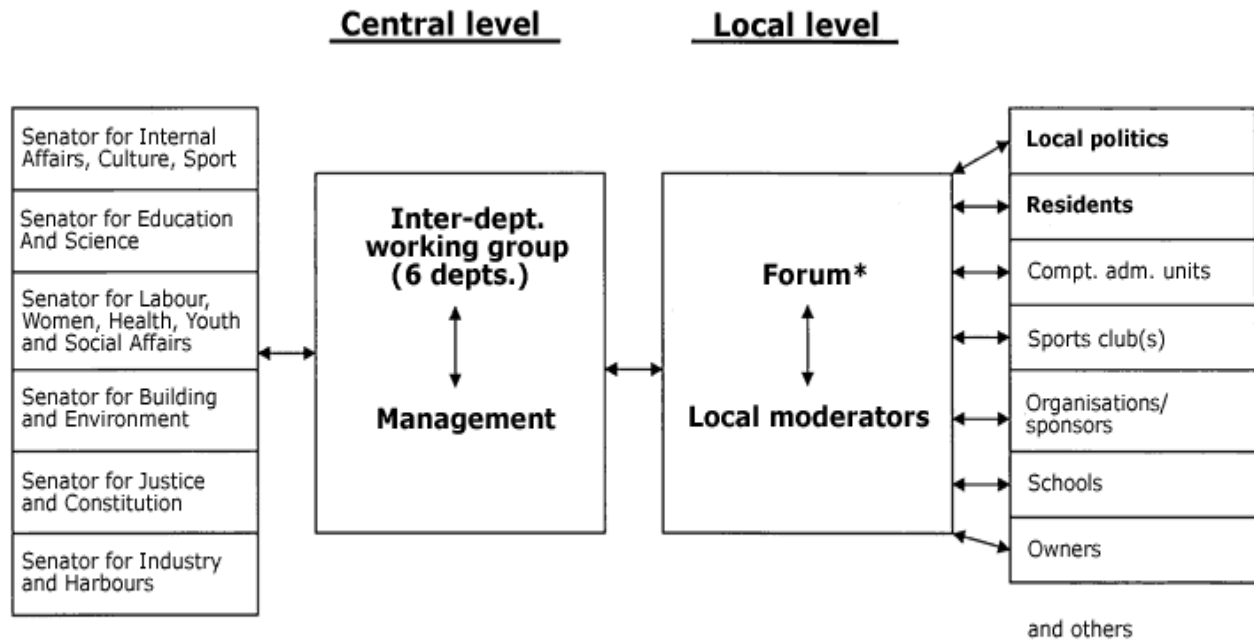 Central level
Local level
Senator for Internal
Affairs, Culture, Sport
Senator for Education
And Science
Senator for Labour,
Women, Health, Youth
and Social Affairs
Senator for Building
and Environment
Senator for Justice
and Constitution
Senator for Industry
and Harbours
Inter-dept.
working group
(6 depts.)
Management
Forum*
Local moderators
Local politics
Residents
Compt. adm. units
Sports club(s)
Organisations/
sponsors
Schools
Owners
and others